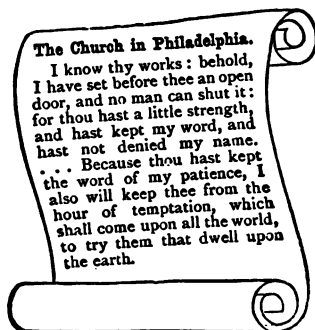 The Church in Philadelphia.
I know thy works: behold,
I have set before thee an open
door, and no man can shut it:
for thou hast a little strength,
and hast kept my word, and
hast not denied my name.
. . . Because thou hast kept
the word of my patience, I
also will keep thee from the
hour of temptation, which
shall come upon all the world,
to try them that dwell upon
the earth.